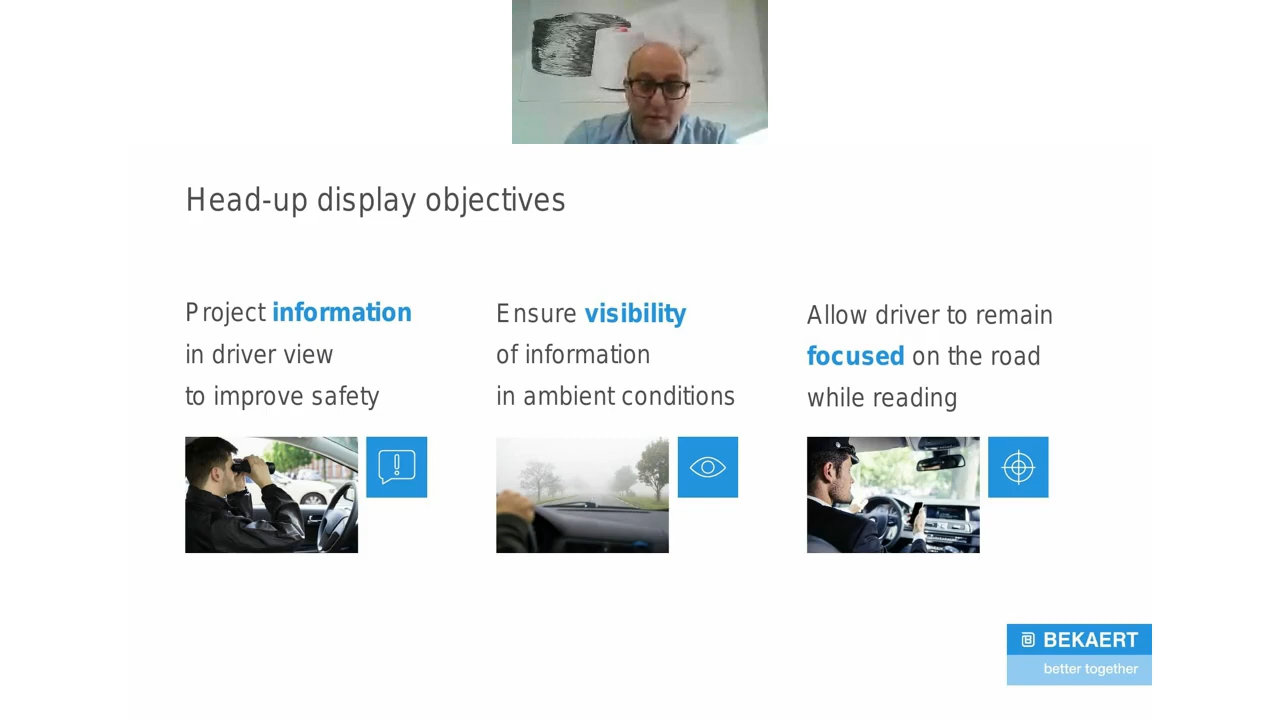 Head-up display objectives
Project information
in driver view
to improve safety
Ensure visibility
of information
in ambient conditions
Allow driver to remain
focused on the road
while reading
BEKAERT
better together